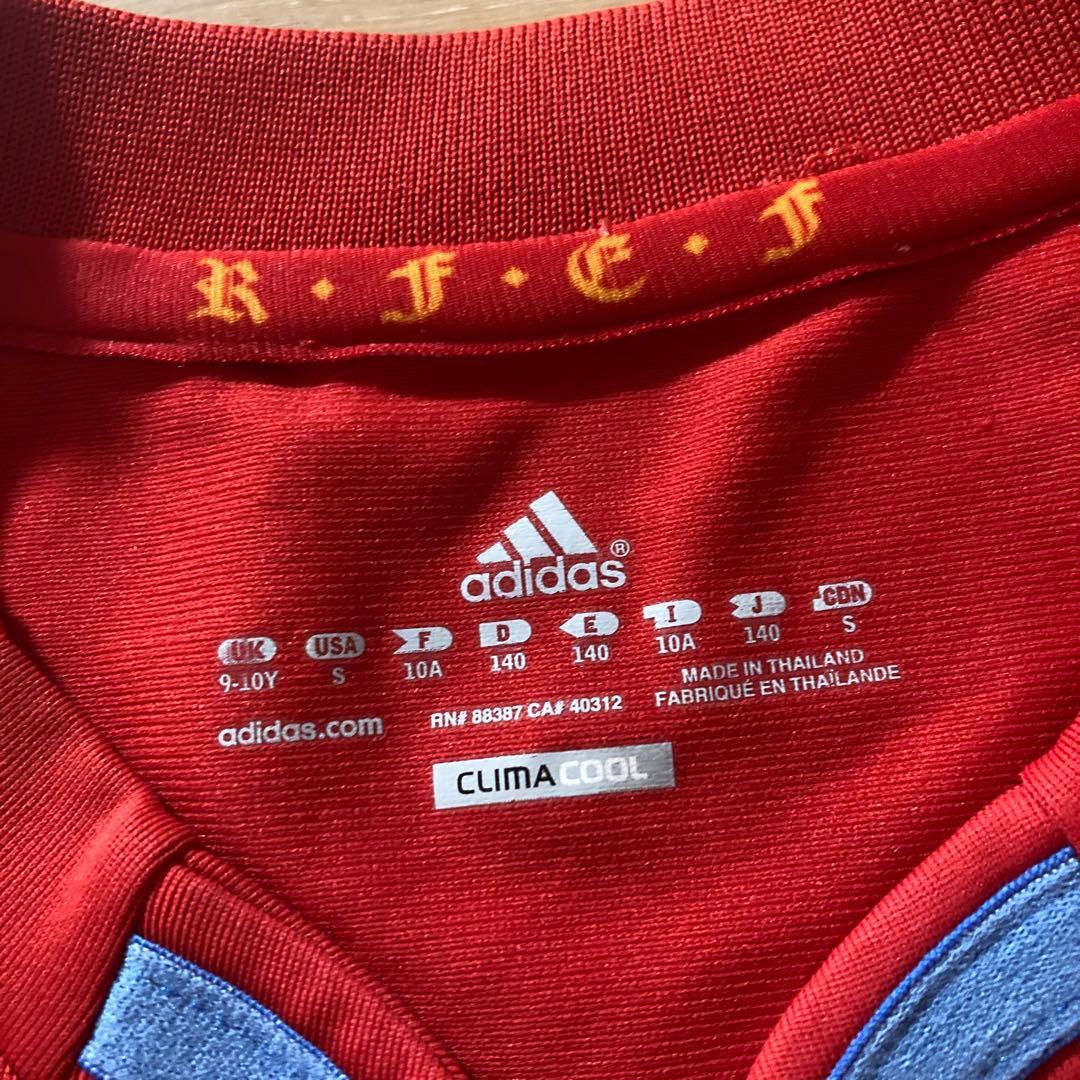 R · F · E · F
adidas®
UK USA F D E I J CDN
9-10Y S 10A 140 140 10A 140 S
adidas.com RN# 88387 CA# 40312 MADE IN THAILAND
FABRIQUÉ EN THAÏLANDE
CLIMACOOL